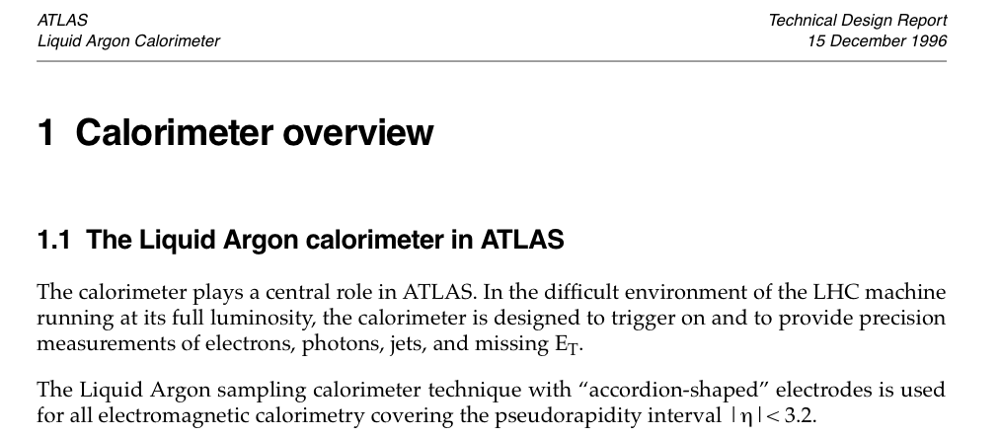 ATLAS
Liquid Argon Calorimeter
Technical Design Report
15 December 1996
1 Calorimeter overview
1.1 The Liquid Argon calorimeter in ATLAS
The calorimeter plays a central role in ATLAS. In the difficult environment of the LHC machine
running at its full luminosity, the calorimeter is designed to trigger on and to provide precision
measurements of electrons, photons, jets, and missing E_T.
The Liquid Argon sampling calorimeter technique with “accordion-shaped” electrodes is used
for all electromagnetic calorimetry covering the pseudorapidity interval |η|< 3.2.